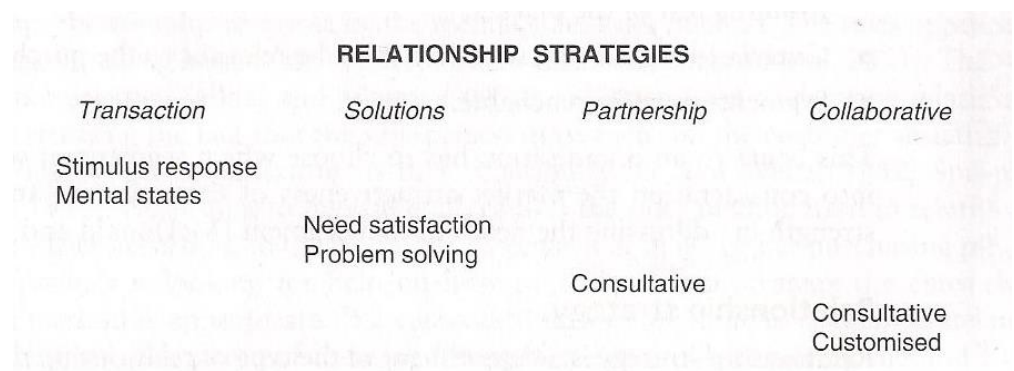 RELATIONSHIP STRATEGIES
Transaction Solutions Partnership Collaborative
Stimulus response
Mental states
Need satisfaction
Problem solving
Consultative
Consultative
Customised